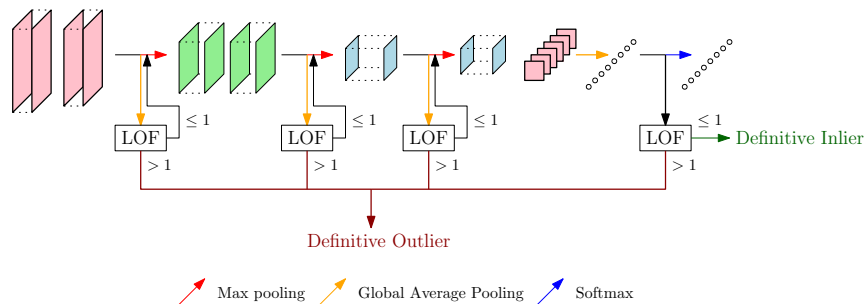 ≤ 1 ≤ 1 ≤ 1 ≤ 1
LOF LOF LOF LOF Definitive Inlier
> 1 > 1 > 1 > 1
Definitive Outlier
Max pooling Global Average Pooling Softmax